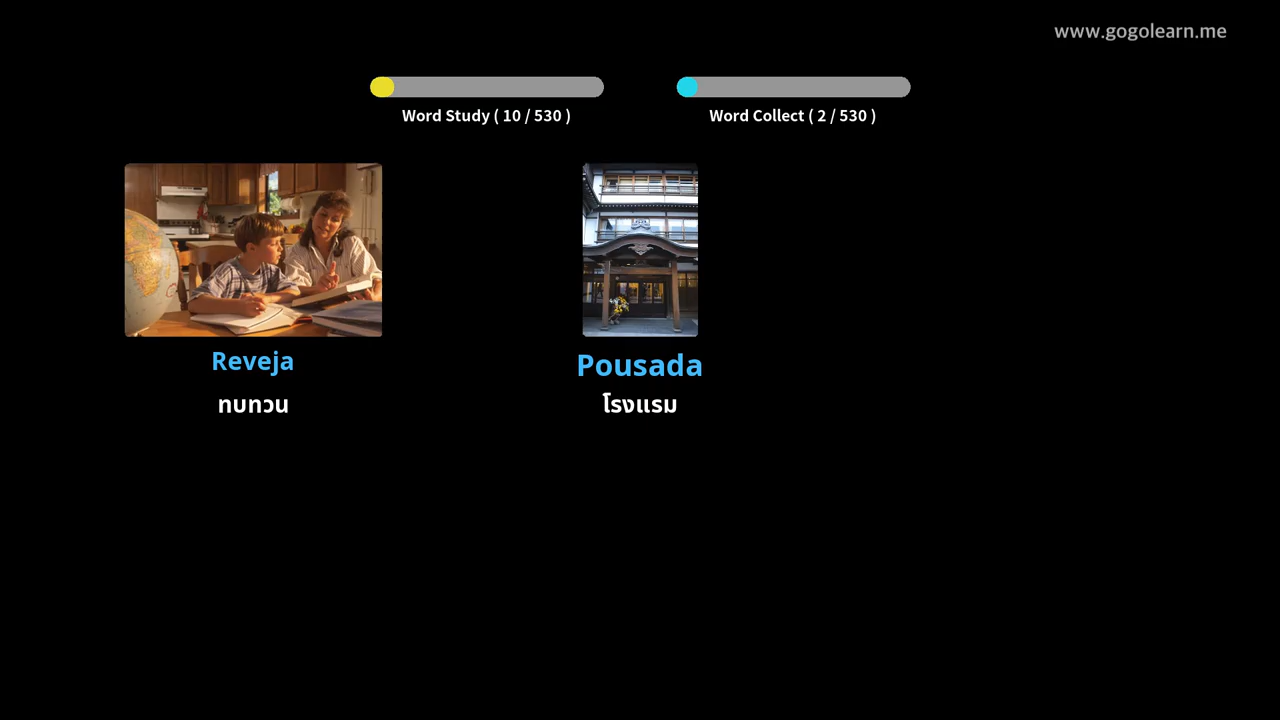 www.gogolearn.me
Word Study ( 10 / 530 )
Word Collect ( 2 / 530 )
Reveja
ทบทวน
Pousada
โรงแรม